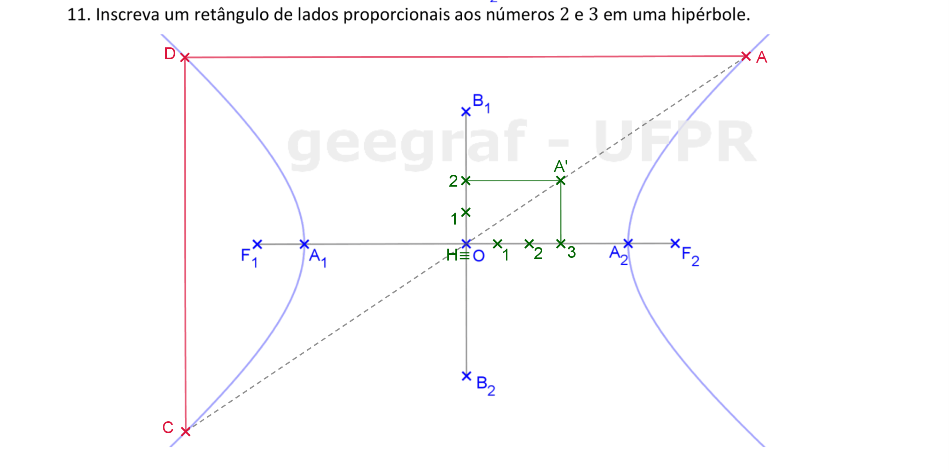 11. Inscreva um retângulo de lados proporcionais aos números 2 e 3 em uma hipérbole.
D
A
B1
geegraf - UFPR
A'
2
1
F1
A1
H≡O
1
2
3
A2
F2
B2
C